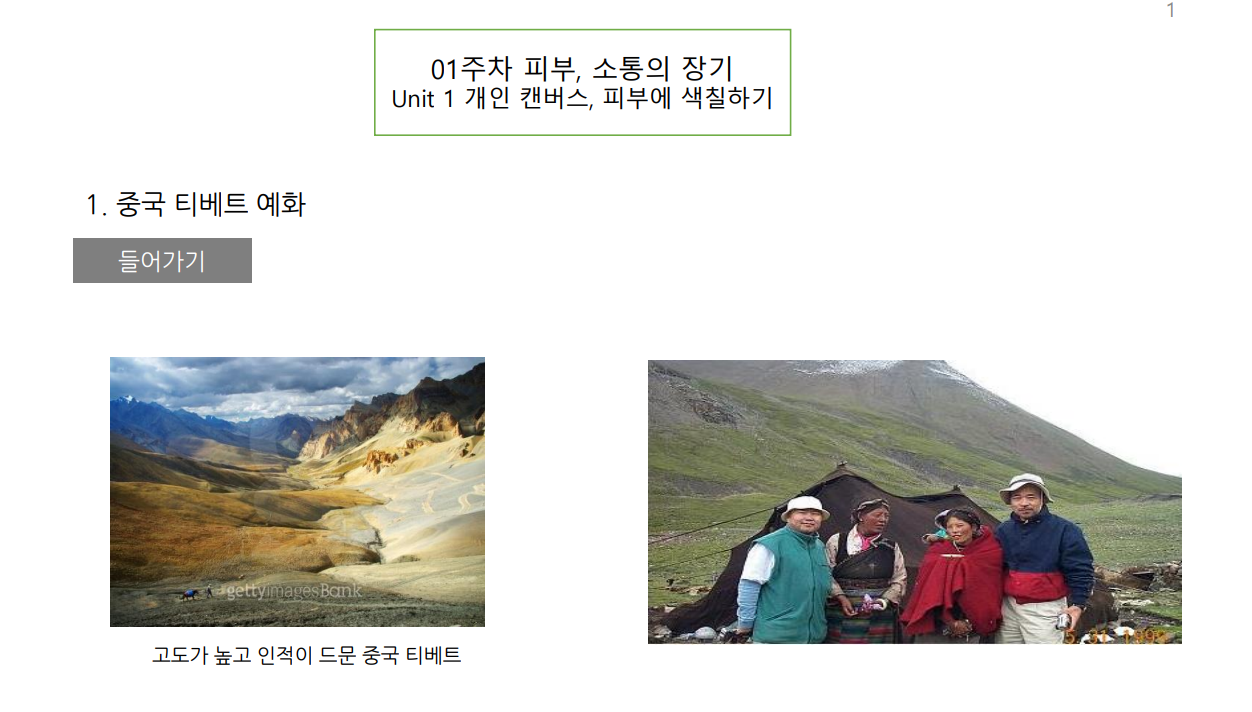 1
01주차 피부, 소통의 장기
Unit 1 개인 캔버스, 피부에 색칠하기
1. 중국 티베트 예화
들어가기
gettyimagesBank
고도가 높고 인적이 드문 중국 티베트